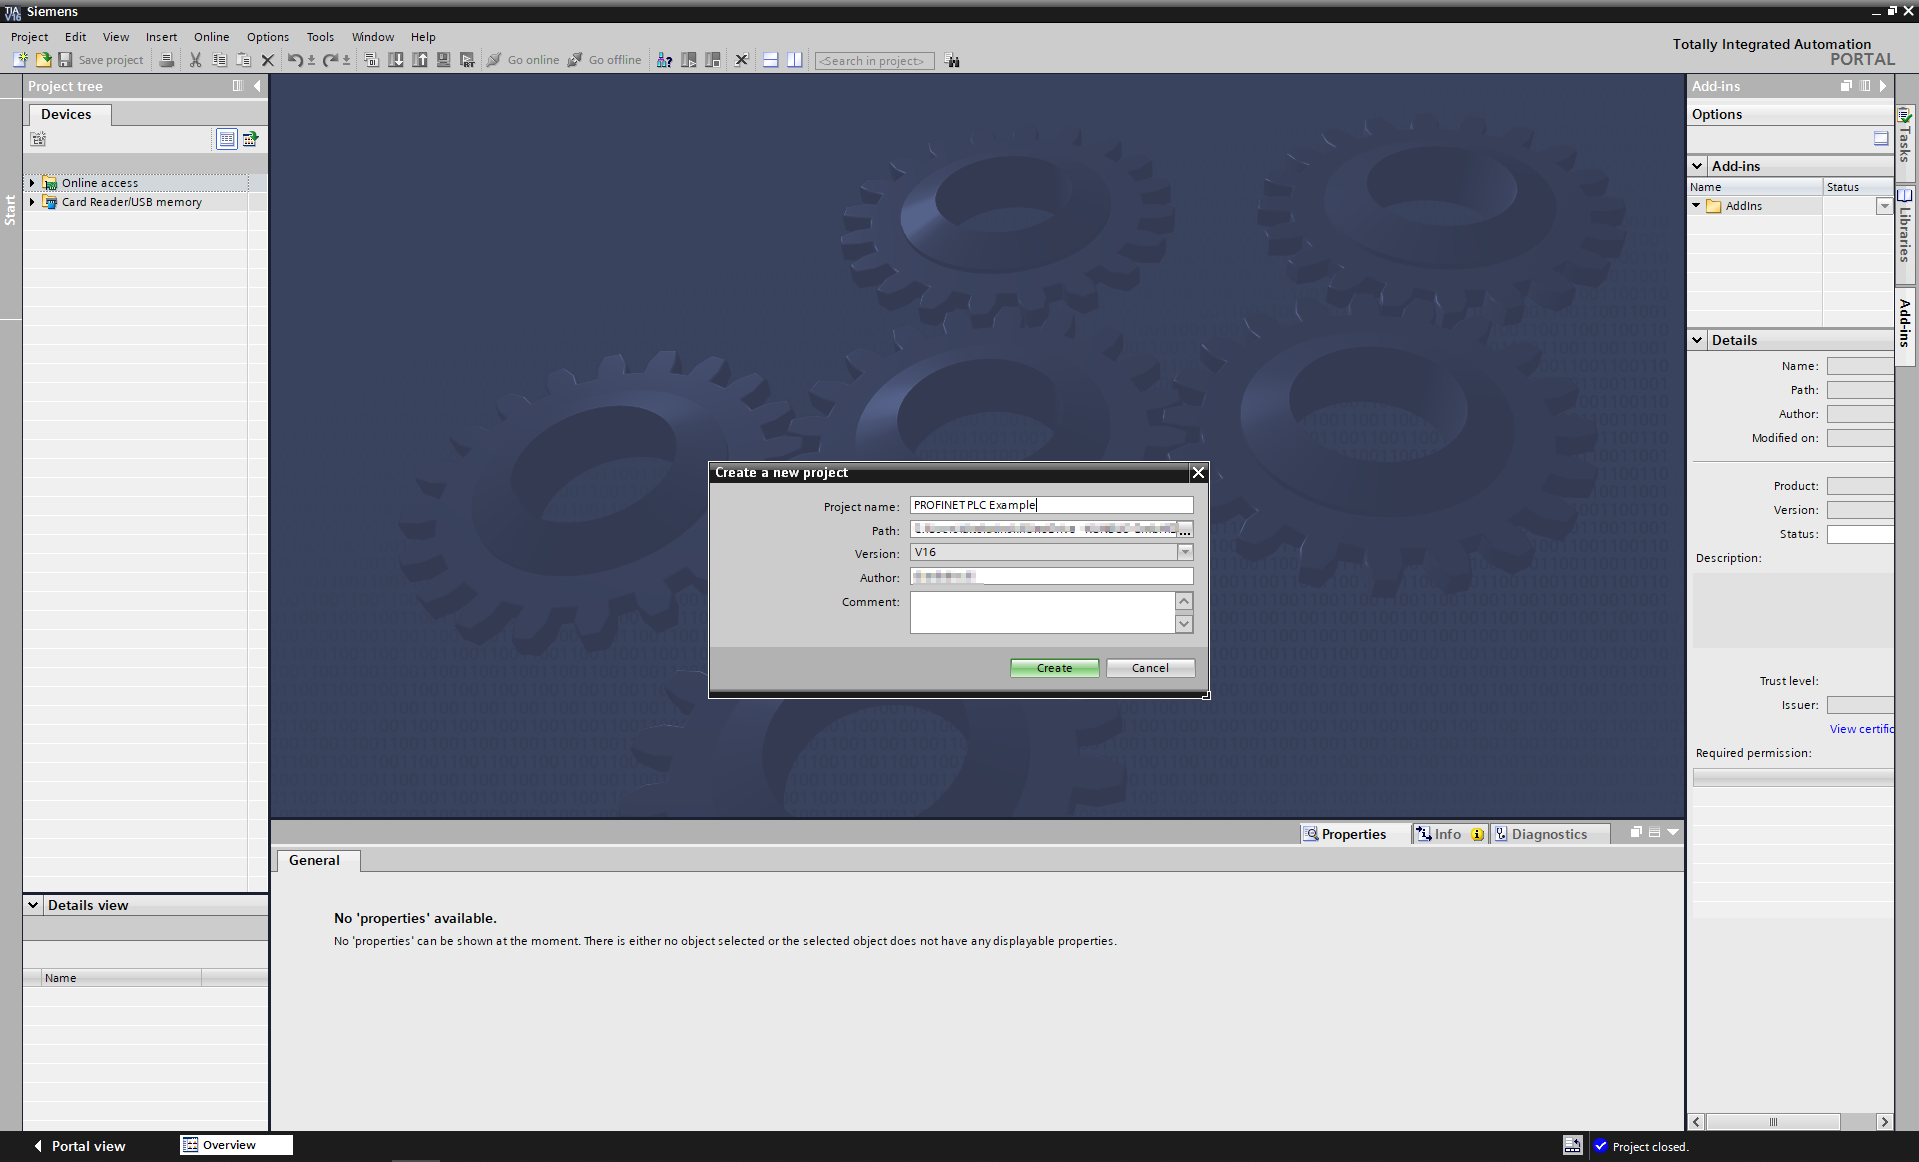 TIA
V16
Siemens
Project Edit View Insert Online Options Tools Window Help
Totally Integrated Automation
PORTAL
Save project
Go online
Go offline
<Search in project>
Project tree
Devices
Start
Online access
Card Reader/USB memory
Add-ins
Options
Add-ins
Name Status
AddIns
Tasks
Libraries
Add-ins
Details
Name:
Path:
Author:
Modified on:
Product:
Version:
Status:
Description:
Trust level:
Issuer:
View certific
Required permission:
Create a new project
Project name: PROFINET PLC Example
Path:
...
Version: V16
Author:
Comment:
Create Cancel
Properties Info Diagnostics
General
No 'properties' available.
No 'properties' can be shown at the moment. There is either no object selected or the selected object does not have any displayable properties.
Details view
Name
Portal view
Overview
Project closed.